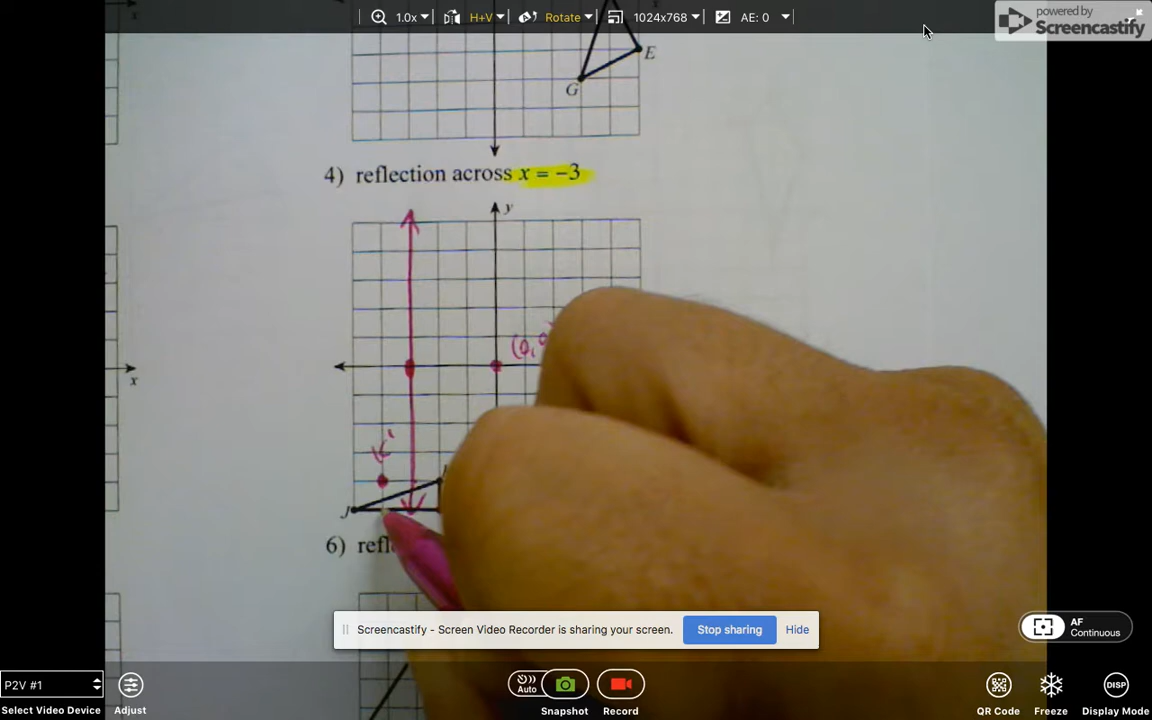 1.0x H+V Rotate 1024x768 AE: 0
powered by
Screencastify
x
E
G
4) reflection across x = -3
y
(0, 0
x
K'
J
6) refl
Screencastify - Screen Video Recorder is sharing your screen. Stop sharing Hide
AF
Continuous
P2V #1
Select Video Device
Adjust
Auto
Snapshot
Record
QR Code
Freeze
DISP
Display Mode